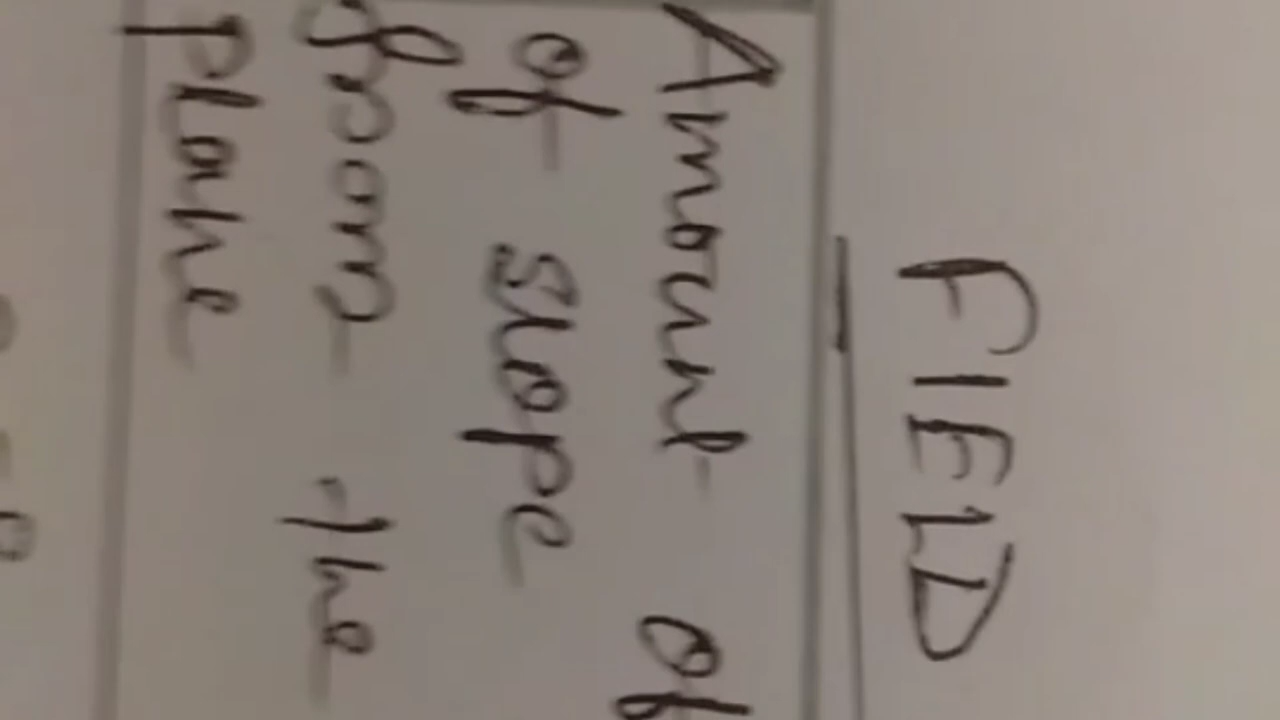 FIELD
Amount of
of slope
from the
plane